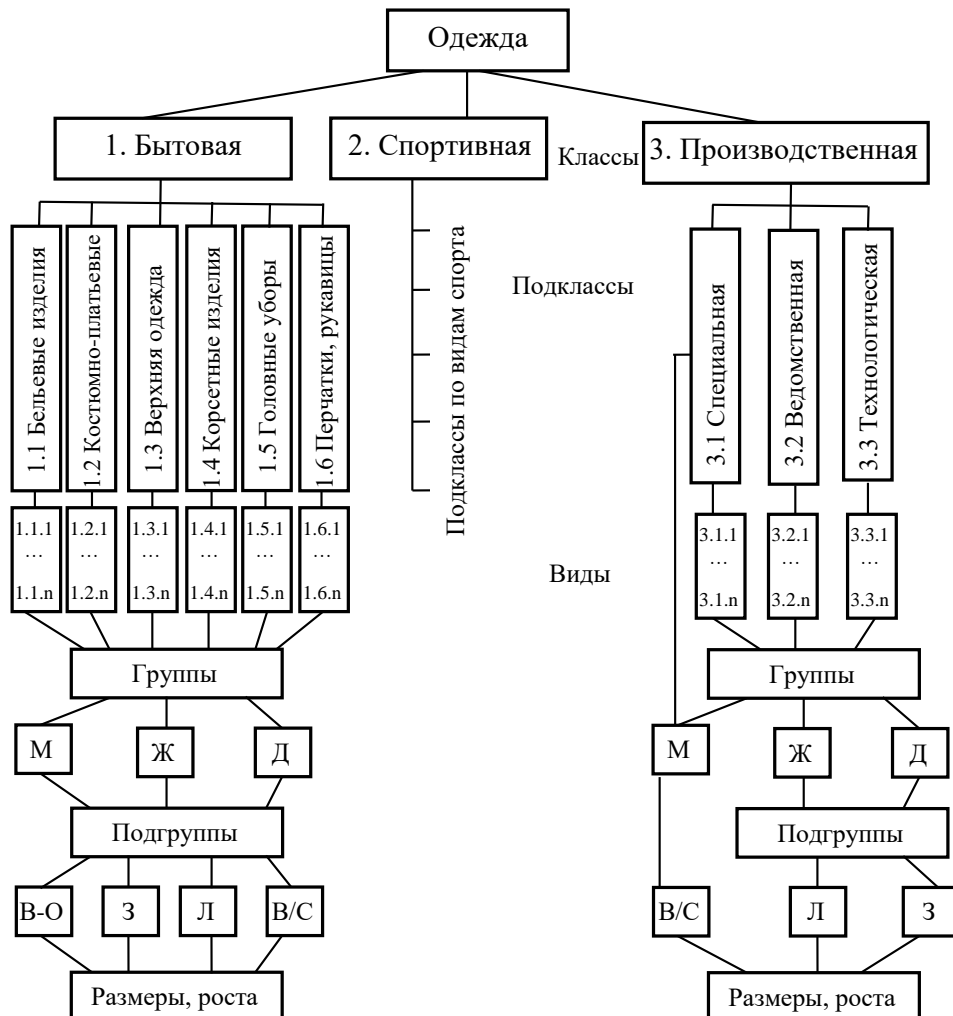 Одежда
1. Бытовая
2. Спортивная
Классы
3. Производственная
1.1 Бельевые изделия
1.2 Костюмно-платьевые
1.3 Верхняя одежда
1.4 Корсетные изделия
1.5 Головные уборы
1.6 Перчатки, рукавицы
Подклассы по видам спорта
Подклассы
3.1 Специальная
3.2 Ведомственная
3.3 Технологическая
1.1.1
…
1.1.n
1.2.1
…
1.2.n
1.3.1
…
1.3.n
1.4.1
…
1.4.n
1.5.1
…
1.5.n
1.6.1
…
1.6.n
Виды
3.1.1
…
3.1.n
3.2.1
…
3.2.n
3.3.1
…
3.3.n
Группы
Группы
М
Ж
Д
М
Ж
Д
Подгруппы
Подгруппы
В-О
З
Л
В/С
В/С
Л
З
Размеры, роста
Размеры, роста